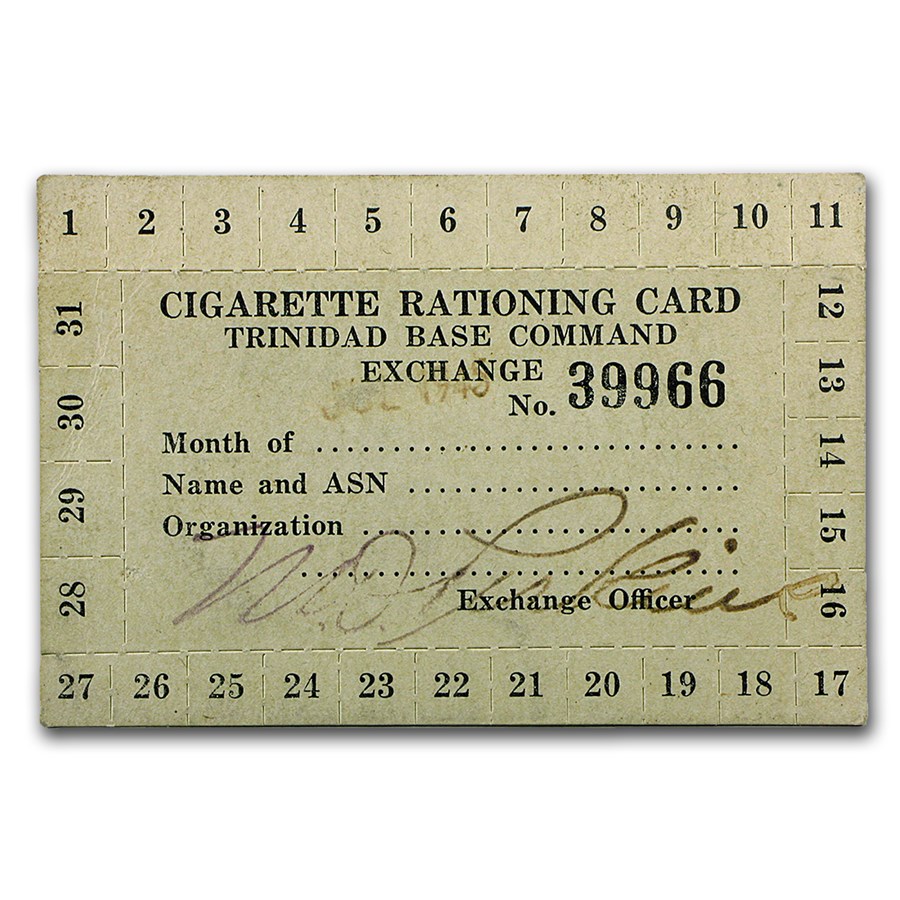 1 2 3 4 5 6 7 8 9 10 11
CIGARETTE RATIONING CARD
TRINIDAD BASE COMMAND
EXCHANGE
No. 39966
Month of
Name and ASN
Organization
Exchange Officer
12
13
14
15
16
17
18
19
20
21
22
23
24
25
26
27
28
29
30
31